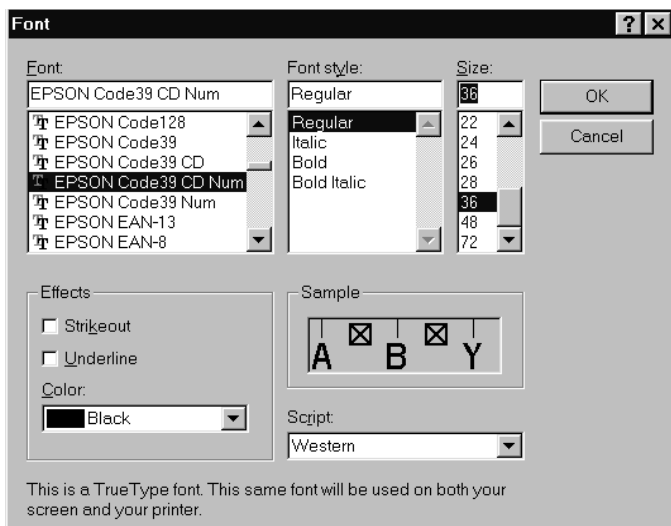 Font
Font: Font style: Size:
EPSON Code39 CD Num Regular 36 OK
EPSON Code128 Regular 22
EPSON Code39 Italic 24 Cancel
EPSON Code39 CD Bold 26
EPSON Code39 CD Num Bold Italic 28
EPSON Code39 Num 36
EPSON EAN-13 48
EPSON EAN-8 72
Effects Sample
Strikeout
Underline
A B Y
Color:
Black Script:
Western
This is a TrueType font. This same font will be used on both your
screen and your printer.